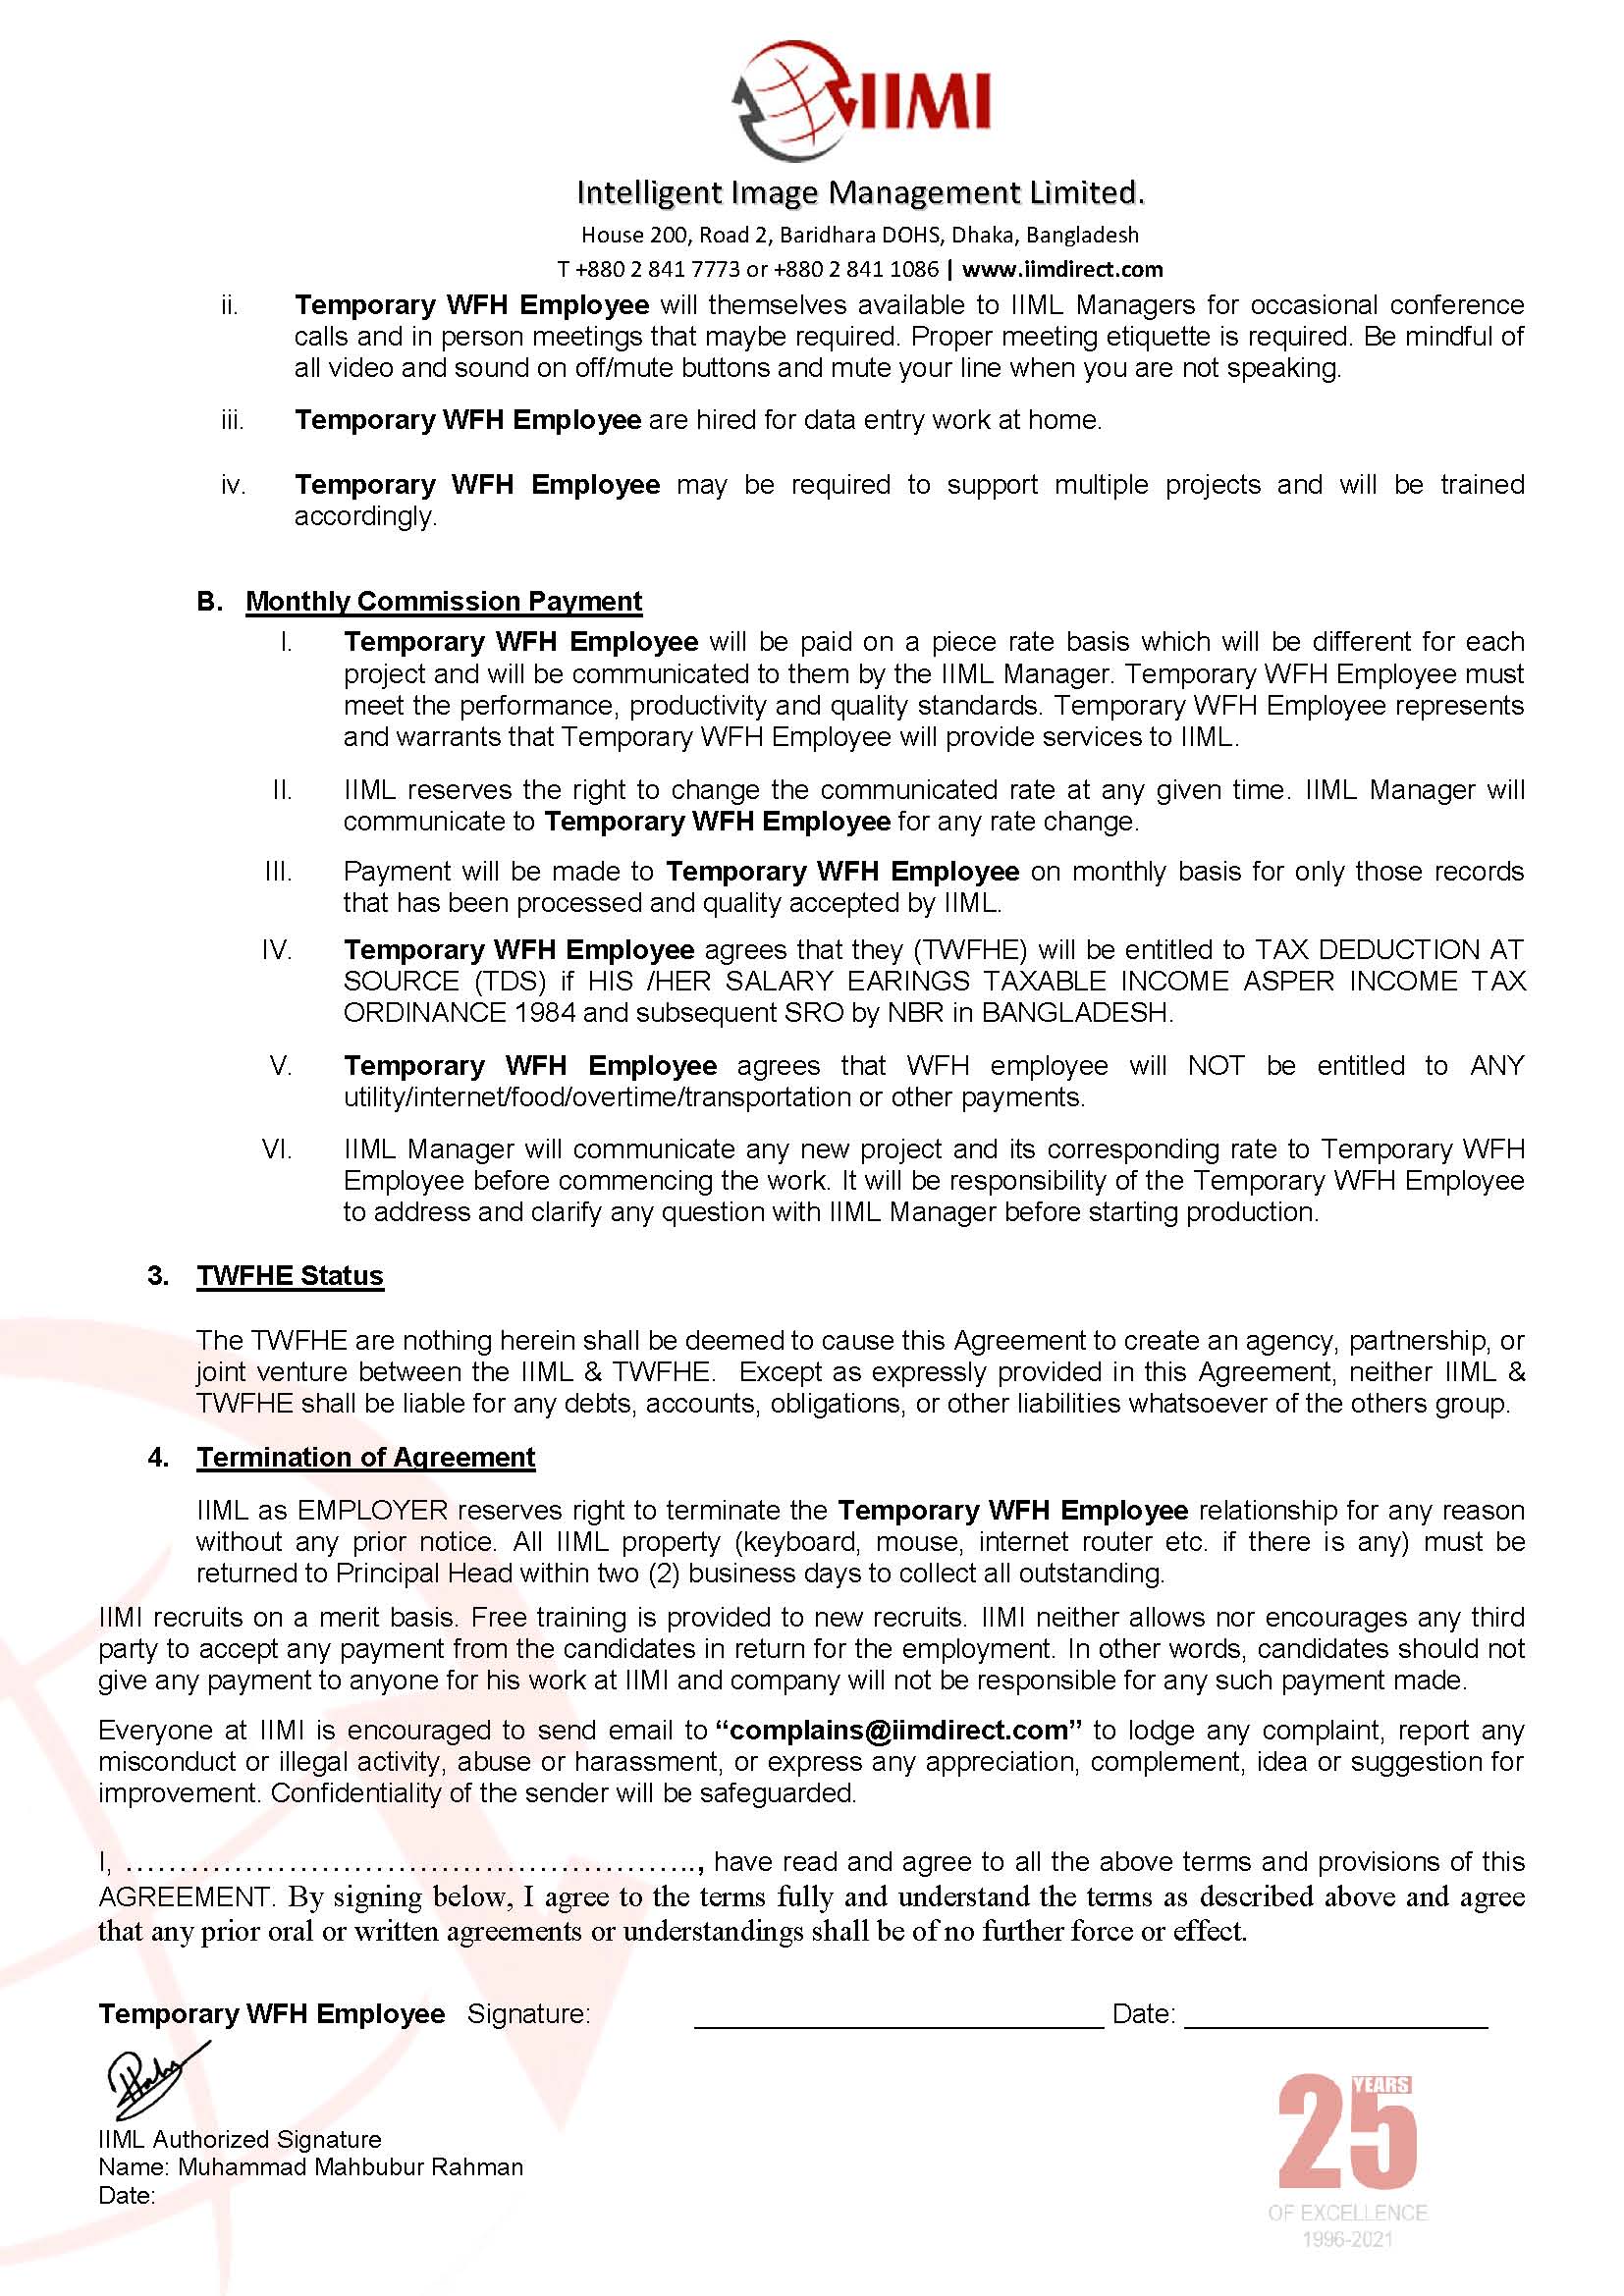 IIMI
Intelligent Image Management Limited.
House 200, Road 2, Baridhara DOHS, Dhaka, Bangladesh
T +880 2 841 7773 or +880 2 841 1086 | www.iimdirect.com
ii. Temporary WFH Employee will themselves available to IIML Managers for occasional conference
calls and in person meetings that maybe required. Proper meeting etiquette is required. Be mindful of
all video and sound on off/mute buttons and mute your line when you are not speaking.
iii. Temporary WFH Employee are hired for data entry work at home.
iv. Temporary WFH Employee may be required to support multiple projects and will be trained
accordingly.
B. Monthly Commission Payment
I. Temporary WFH Employee will be paid on a piece rate basis which will be different for each
project and will be communicated to them by the IIML Manager. Temporary WFH Employee must
meet the performance, productivity and quality standards. Temporary WFH Employee represents
and warrants that Temporary WFH Employee will provide services to IIML.
II. IIML reserves the right to change the communicated rate at any given time. IIML Manager will
communicate to Temporary WFH Employee for any rate change.
III. Payment will be made to Temporary WFH Employee on monthly basis for only those records
that has been processed and quality accepted by IIML.
IV. Temporary WFH Employee agrees that they (TWFHE) will be entitled to TAX DEDUCTION AT
SOURCE (TDS) if HIS /HER SALARY EARINGS TAXABLE INCOME ASPER INCOME TAX
ORDINANCE 1984 and subsequent SRO by NBR in BANGLADESH.
V. Temporary WFH Employee agrees that WFH employee will NOT be entitled to ANY
utility/internet/food/overtime/transportation or other payments.
VI. IIML Manager will communicate any new project and its corresponding rate to Temporary WFH
Employee before commencing the work. It will be responsibility of the Temporary WFH Employee
to address and clarify any question with IIML Manager before starting production.
3. TWFHE Status
The TWFHE are nothing herein shall be deemed to cause this Agreement to create an agency, partnership, or
joint venture between the IIML & TWFHE. Except as expressly provided in this Agreement, neither IIML &
TWFHE shall be liable for any debts, accounts, obligations, or other liabilities whatsoever of the others group.
4. Termination of Agreement
IIML as EMPLOYER reserves right to terminate the Temporary WFH Employee relationship for any reason
without any prior notice. All IIML property (keyboard, mouse, internet router etc. if there is any) must be
returned to Principal Head within two (2) business days to collect all outstanding.
IIMI recruits on a merit basis. Free training is provided to new recruits. IIMI neither allows nor encourages any third
party to accept any payment from the candidates in return for the employment. In other words, candidates should not
give any payment to anyone for his work at IIMI and company will not be responsible for any such payment made.
Everyone at IIMI is encouraged to send email to “complains@iimdirect.com” to lodge any complaint, report any
misconduct or illegal activity, abuse or harassment, or express any appreciation, complement, idea or suggestion for
improvement. Confidentiality of the sender will be safeguarded.
I, ……………………………………………….., have read and agree to all the above terms and provisions of this
AGREEMENT. By signing below, I agree to the terms fully and understand the terms as described above and agree
that any prior oral or written agreements or understandings shall be of no further force or effect.
Temporary WFH Employee Signature: ____________________________ Date: _____________________
IIML Authorized Signature
Name: Muhammad Mahbubur Rahman
Date:
25 YEARS
OF EXCELLENCE
1996-2021